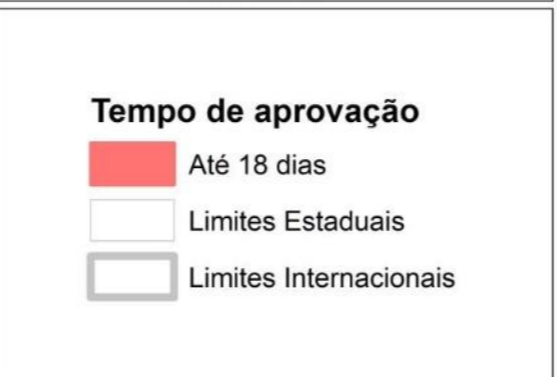 Tempo de aprovação
Até 18 dias
Limites Estaduais
Limites Internacionais